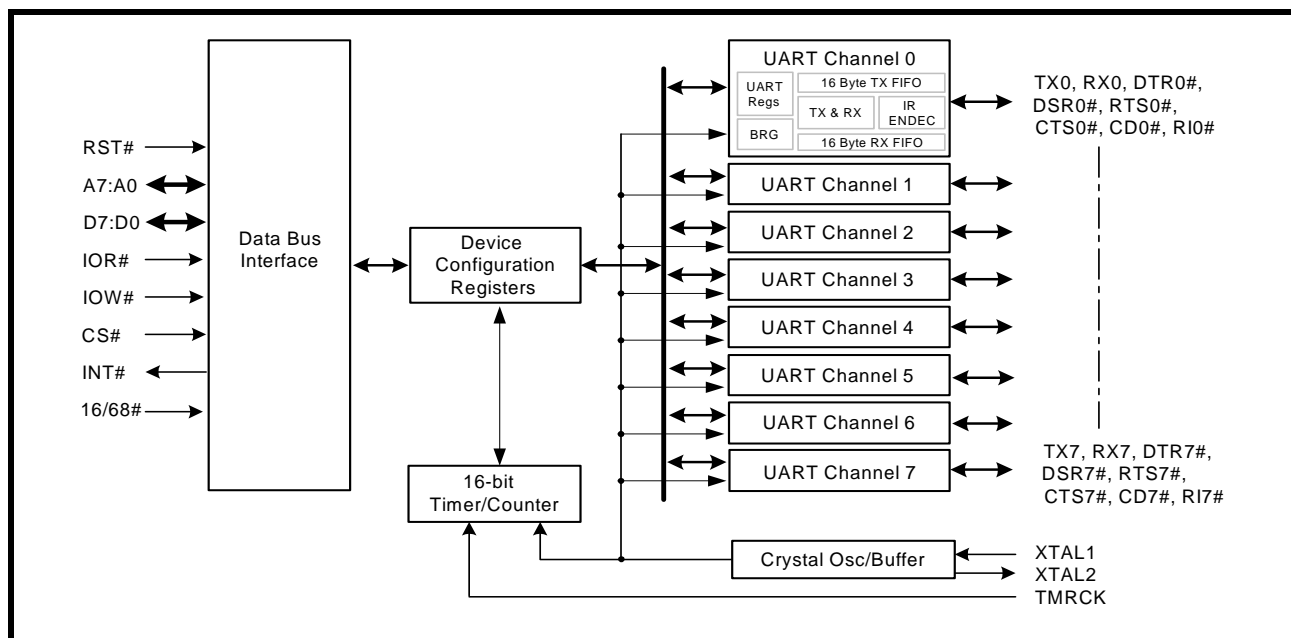 RST#
A7:A0
D7:D0
IOR#
IOW#
CS#
INT#
16/68#
Data Bus
Interface
Device
Configuration
Registers
16-bit
Timer/Counter
UART Channel 0
UART
Regs
BRG
16 Byte TX FIFO
TX & RX
IR
ENDEC
16 Byte RX FIFO
UART Channel 1
UART Channel 2
UART Channel 3
UART Channel 4
UART Channel 5
UART Channel 6
UART Channel 7
Crystal Osc/Buffer
TX0, RX0, DTR0#,
DSR0#, RTS0#,
CTS0#, CD0#, RI0#
TX7, RX7, DTR7#,
DSR7#, RTS7#,
CTS7#, CD7#, RI7#
XTAL1
XTAL2
TMRCK